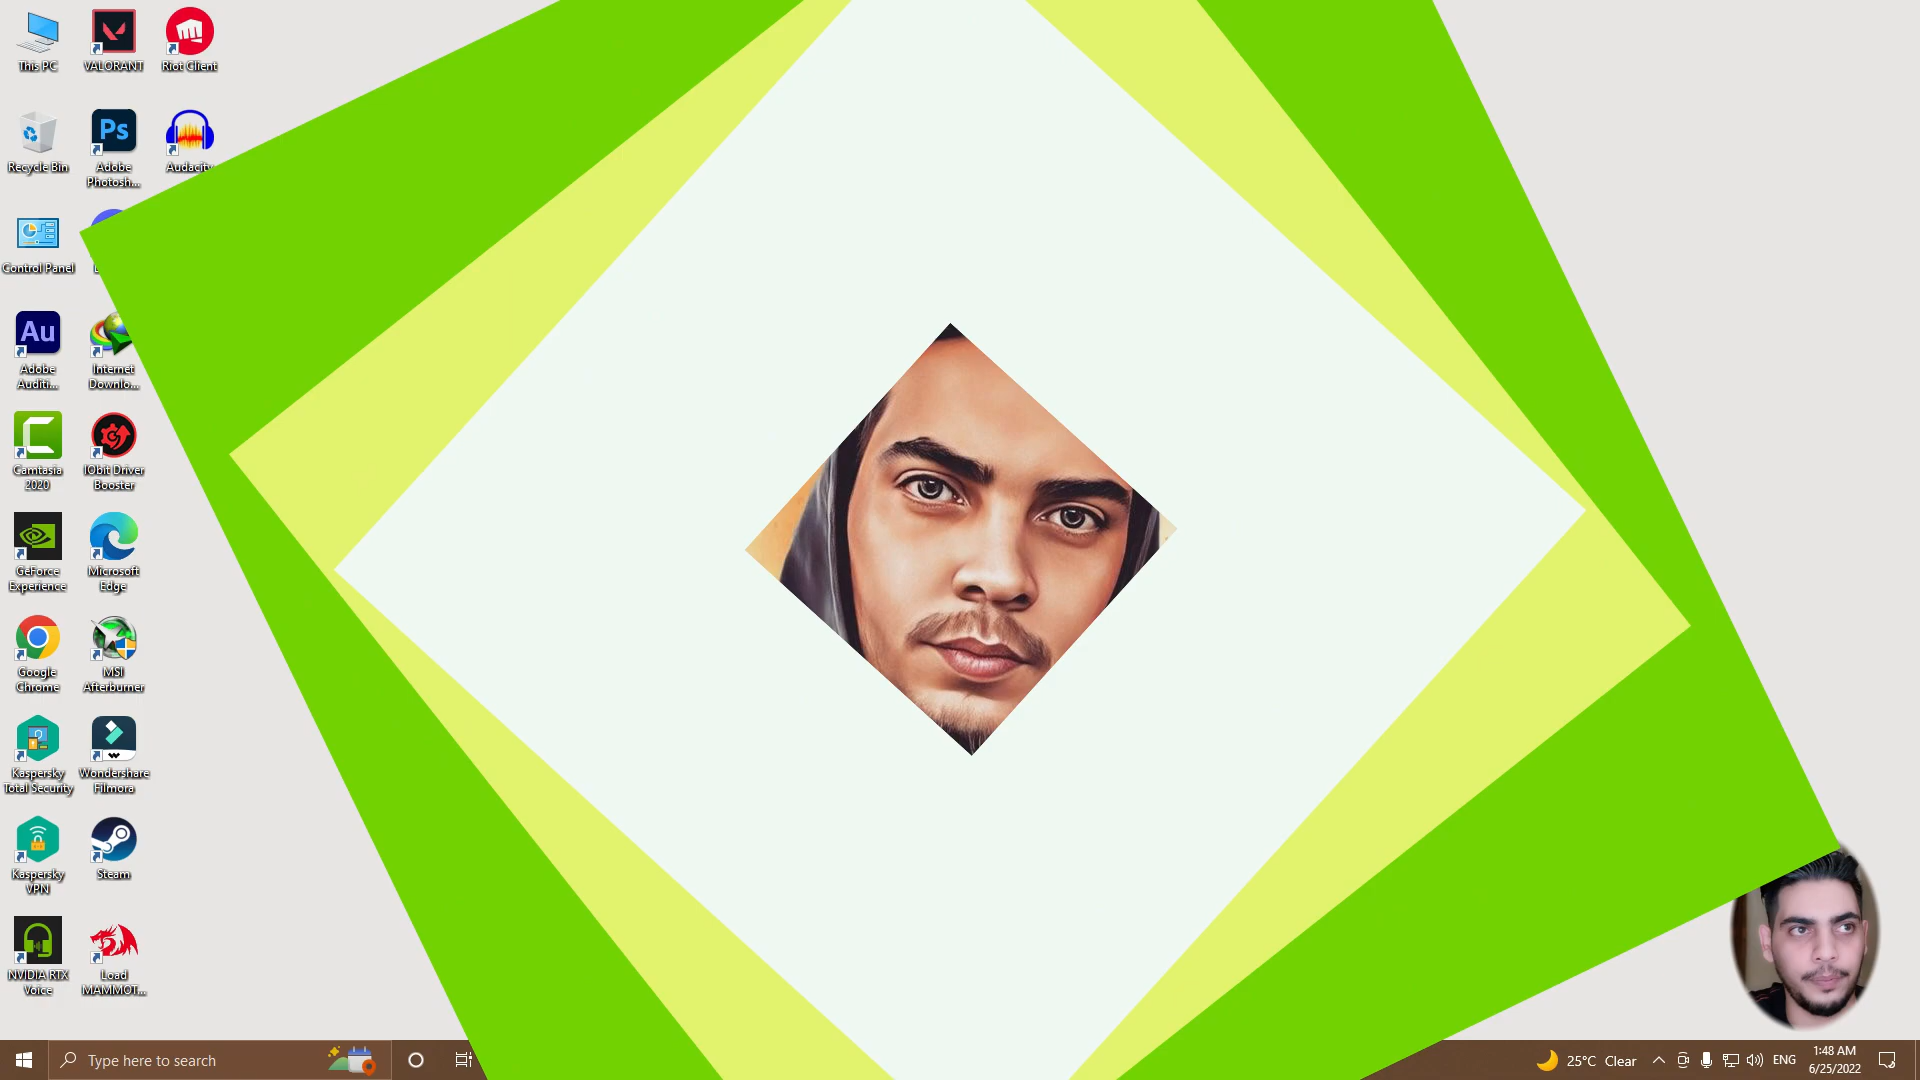 This PC
VALORANT
Riot Client
Recycle Bin
Ps
Adobe
Photosh...
Audacity
Control Panel
Au
Adobe
Auditi...
Internet
Downlo...
Camtasia
2020
IObit Driver
Booster
GeForce
Experience
Microsoft
Edge
Google
Chrome
MSI
Afterburner
Kaspersky
Total Security
Wondershare
Filmora
Kaspersky
VPN
Steam
NVIDIA RTX
Voice
Load
MAMMOT...
Type here to search
25°C Clear
ENG
1:48 AM
6/25/2022